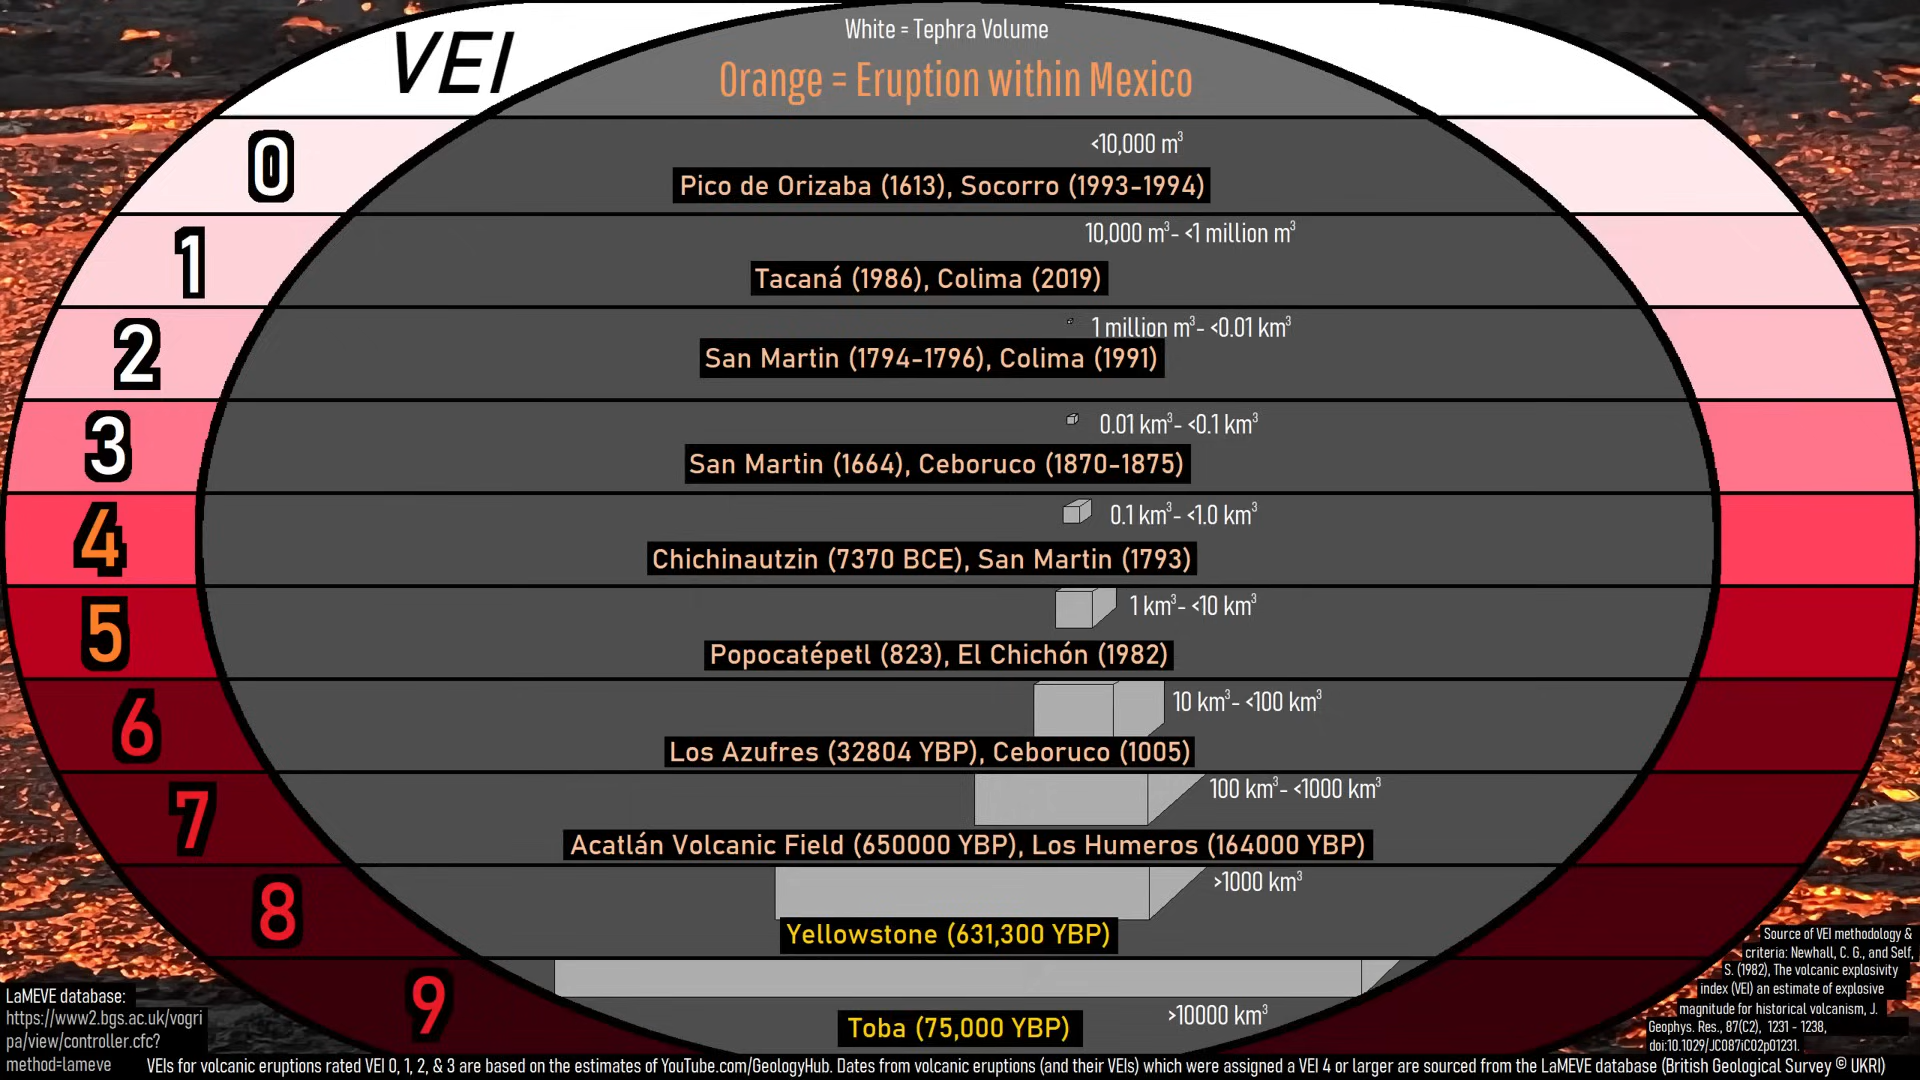 VEI
White = Tephra Volume
Orange = Eruption within Mexico
0
<10,000 m³
Pico de Orizaba (1613), Socorro (1993-1994)
1
10,000 m³- <1 million m³
Tacaná (1986), Colima (2019)
2
1 million m³- <0.01 km³
San Martin (1794-1796), Colima (1991)
3
0.01 km³- <0.1 km³
San Martin (1664), Ceboruco (1870-1875)
4
0.1 km³- <1.0 km³
Chichinautzin (7370 BCE), San Martin (1793)
5
1 km³- <10 km³
Popocatépetl (823), El Chichón (1982)
6
10 km³- <100 km³
Los Azufres (32804 YBP), Ceboruco (1005)
7
100 km³- <1000 km³
Acatlán Volcanic Field (650000 YBP), Los Humeros (164000 YBP)
8
>1000 km³
Yellowstone (631,300 YBP)
9
>10000 km³
Toba (75,000 YBP)
LaMEVE database:
https://www2.bgs.ac.uk/vogri
pa/view/controller.cfc?
method=lameve
Source of VEI methodology &
criteria: Newhall, C. G., and Self,
S. (1982), The volcanic explosivity
index (VEI) an estimate of explosive
magnitude for historical volcanism, J.
Geophys. Res., 87(C2), 1231 - 1238,
doi:10.1029/JC087iC02p01231.
VEIs for volcanic eruptions rated VEI 0, 1, 2, & 3 are based on the estimates of YouTube.com/GeologyHub. Dates from volcanic eruptions (and their VEIs) which were assigned a VEI 4 or larger are sourced from the LaMEVE database (British Geological Survey © UKRI)